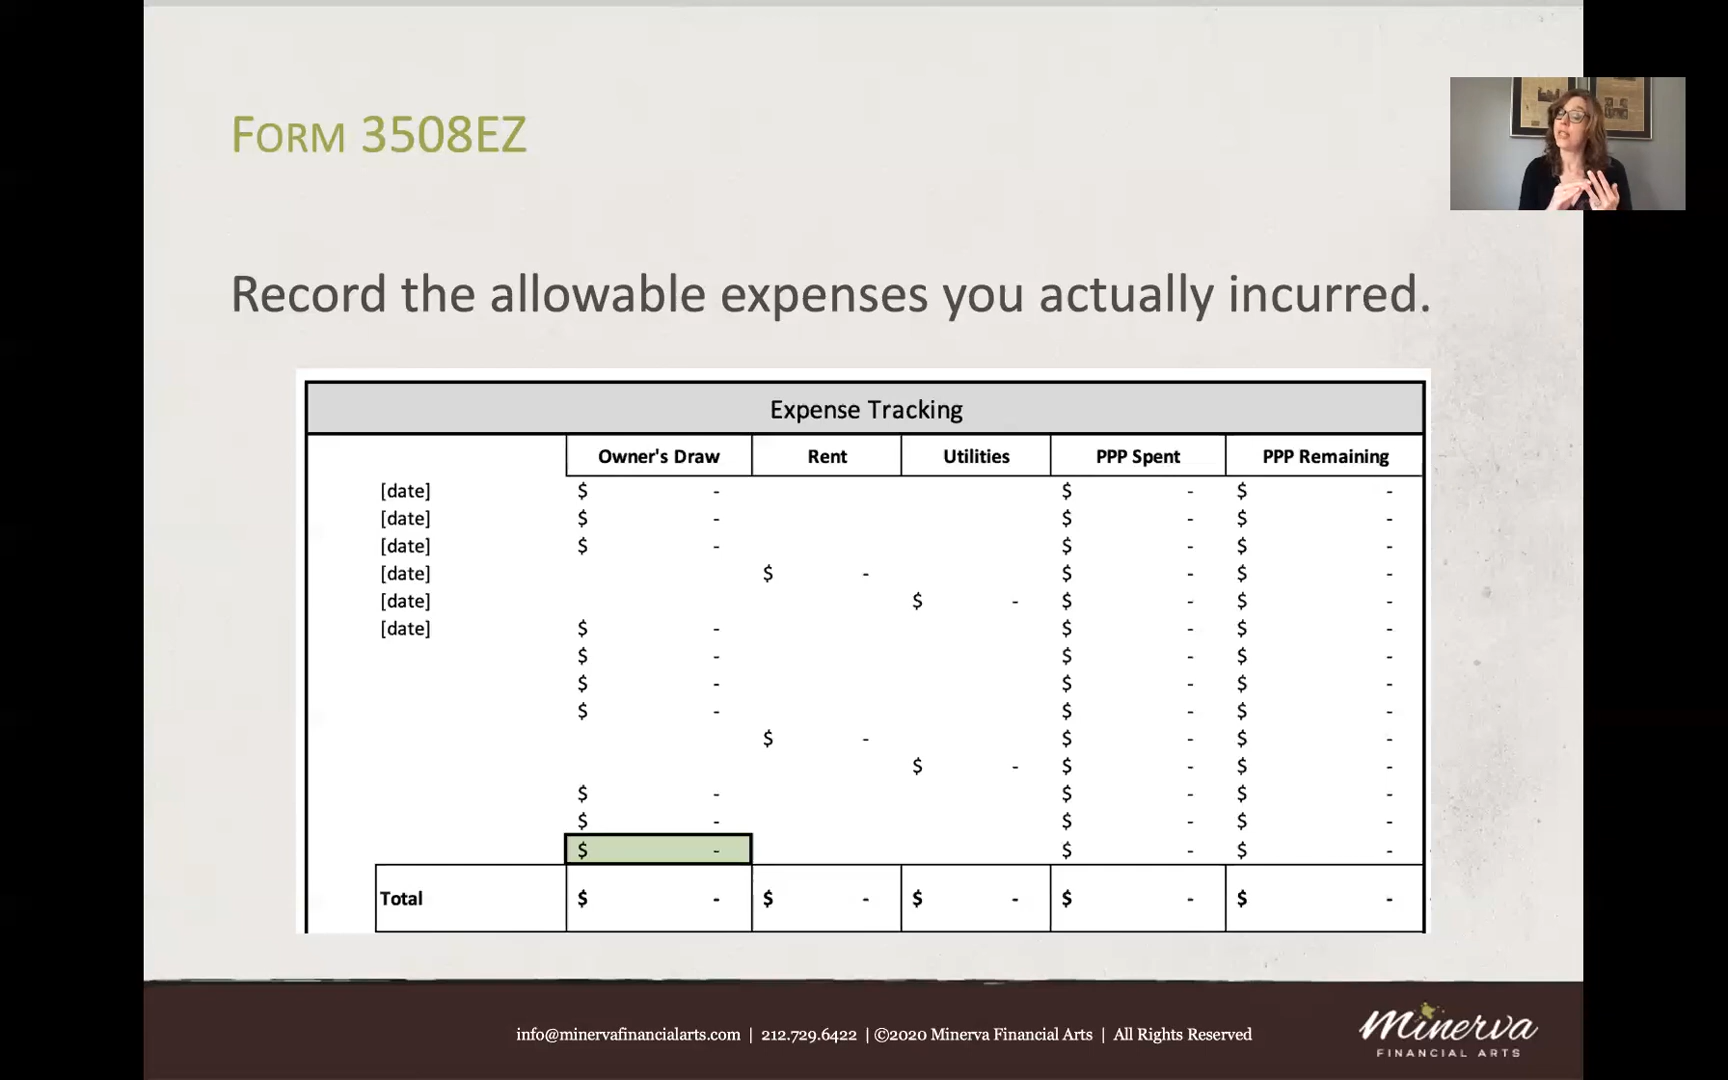 FORM 3508EZ
Record the allowable expenses you actually incurred.
Expense Tracking
Owner's Draw Rent Utilities PPP Spent PPP Remaining
[date] $ - $ - $ -
[date] $ - $ - $ -
[date] $ - $ - $ -
[date] $ - $ - $ -
[date] $ - $ - $ -
[date] $ - $ - $ -
$ - $ - $ -
$ - $ - $ -
$ - $ - $ -
$ - $ - $ -
$ - $ - $ -
$ - $ - $ -
$ - $ - $ -
$ - $ - $ -
Total $ - $ - $ - $ - $ -
info@minervafinancialarts.com | 212.729.6422 | ©2020 Minerva Financial Arts | All Rights Reserved
Minerva
FINANCIAL ARTS